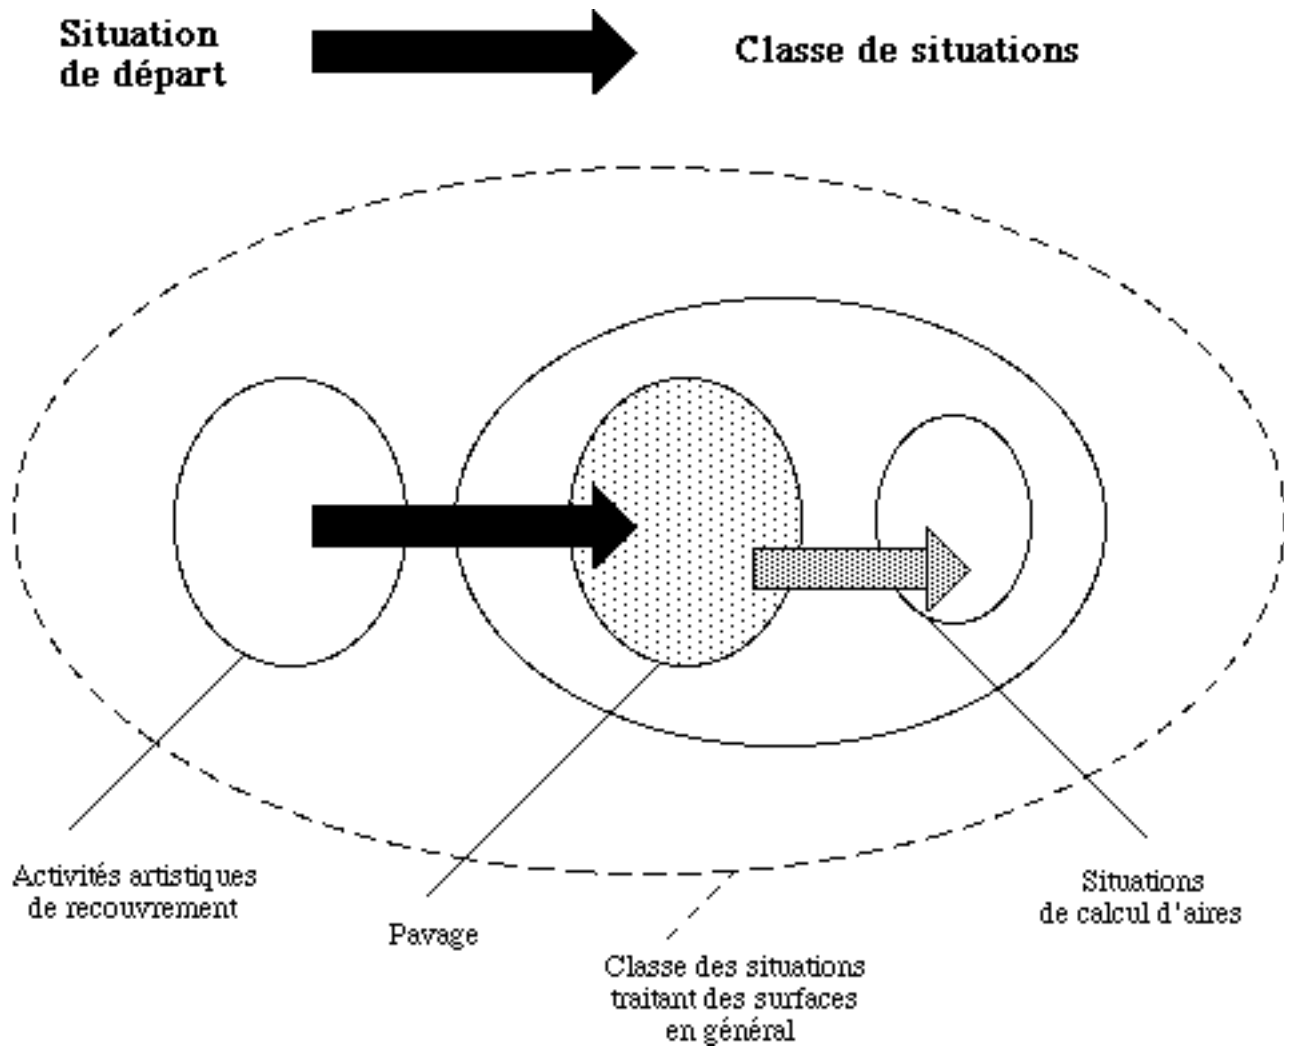 Situation
de départ
Classe de situations
Activités artistiques
de recouvrement
Pavage
Classe des situations
traitant des surfaces
en général
Situations
de calcul d'aires